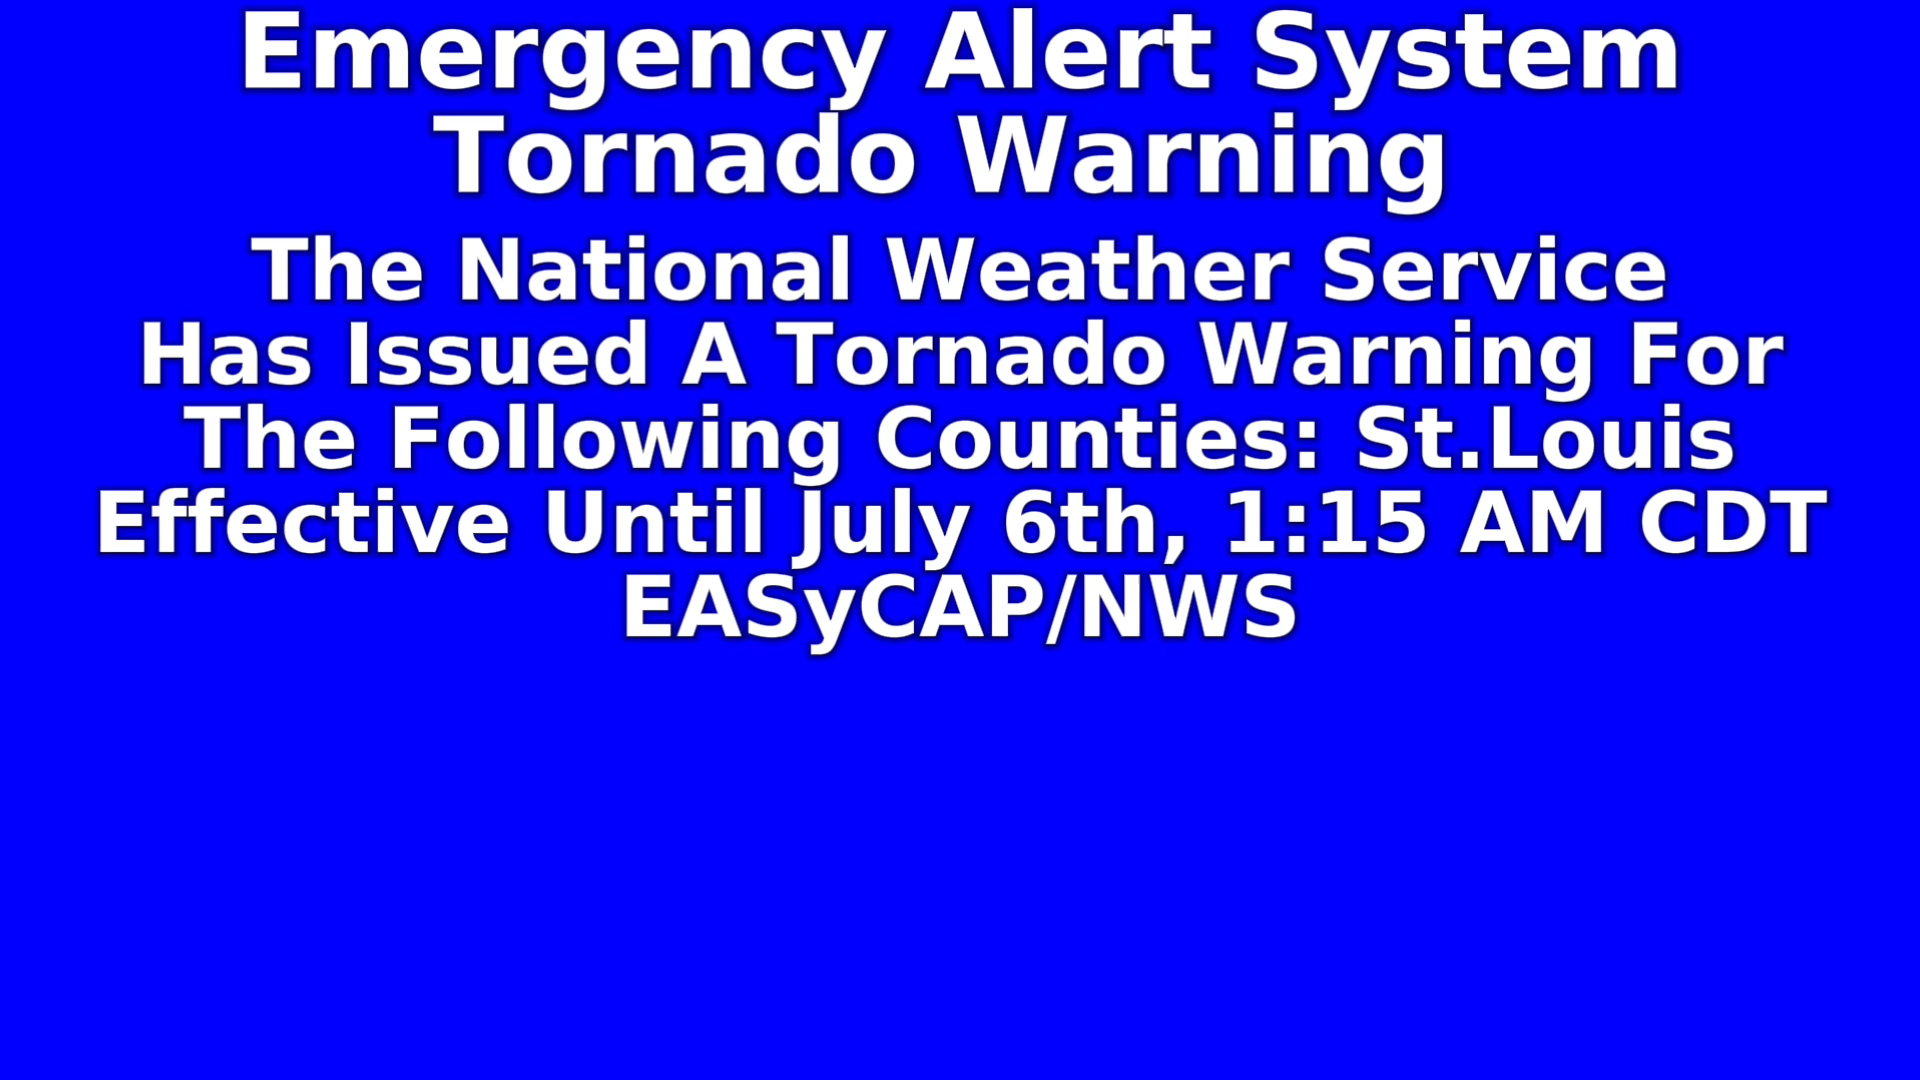 Emergency Alert System
Tornado Warning
The National Weather Service
Has Issued A Tornado Warning For
The Following Counties: St.Louis
Effective Until July 6th, 1:15 AM CDT
EASyCAP/NWS